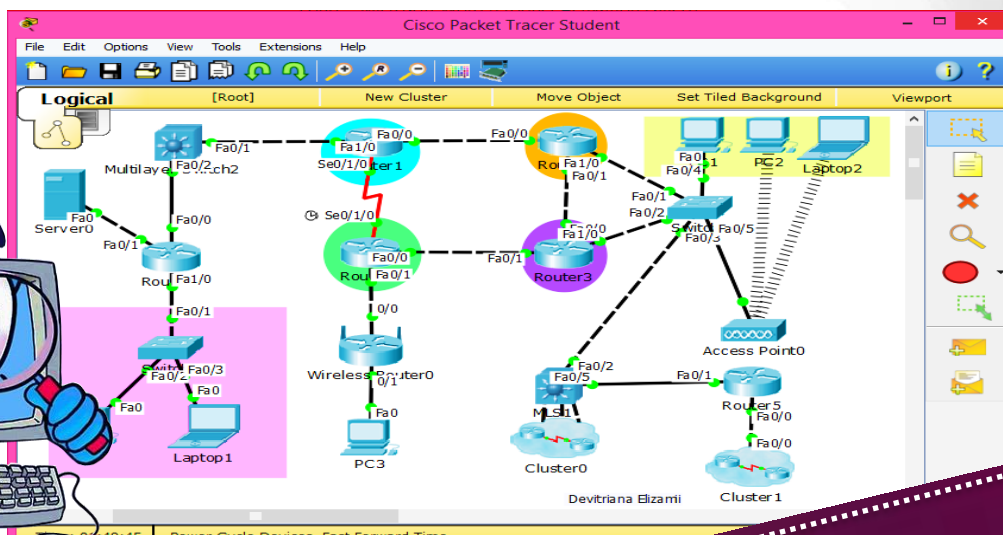 Cisco Packet Tracer Student
File Edit Options View Tools Extensions Help
Logical [Root] New Cluster Move Object Set Tiled Background Viewport
Fa0/1
Fa0/0
Fa1/0
Fa0/0
Fa1/0
Fa0/1
PC2
Laptop2
Fa0/4
Multilayer
Fa0/2
Se0/1/0
Fa0
Server0
Fa0/0
Se0/1/0
Fa0/1
Fa0/2
Fa0/5
Fa0/3
Fa0/1
Fa1/0
Fa0/0
Fa0/1
Fa0/1
Fa1/0
Router3
Fa0/1
0/0
Access Point0
Wireless Router0
0/1
Fa0/2
Fa0/3
Fa0/2
Fa0/5
Fa0/1
Fa0
Fa0
Fa0
MLS1
Router5
Fa0/0
Laptop1
PC3
Fa0/0
Cluster0
Devitriana Elizami
Cluster1
Power Cycle Devices Fast Forward Time